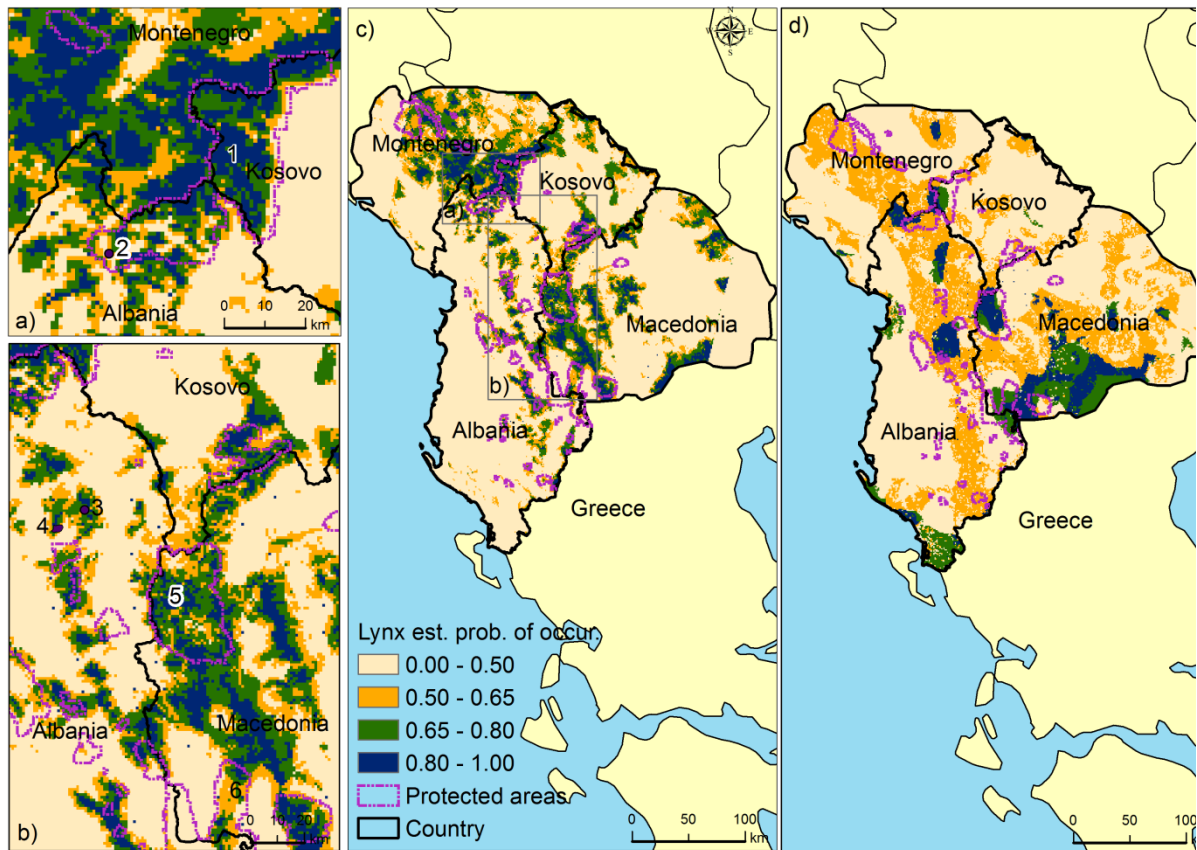 Montenegro
1
Kosovo
2
Albania
0 10 20
km
a)
Kosovo
3
4
5
Albania
Macedonia
6
0 10 20
km
b)
c)
N
W E
S
Montenegro
Kosovo
a)
Macedonia
b)
Albania
Greece
Lynx est. prob. of occur.
0.00 - 0.50
0.50 - 0.65
0.65 - 0.80
0.80 - 1.00
Protected areas
Country
0 100
km
d)
Montenegro
Kosovo
Macedonia
Albania
Greece
0 50 100
km